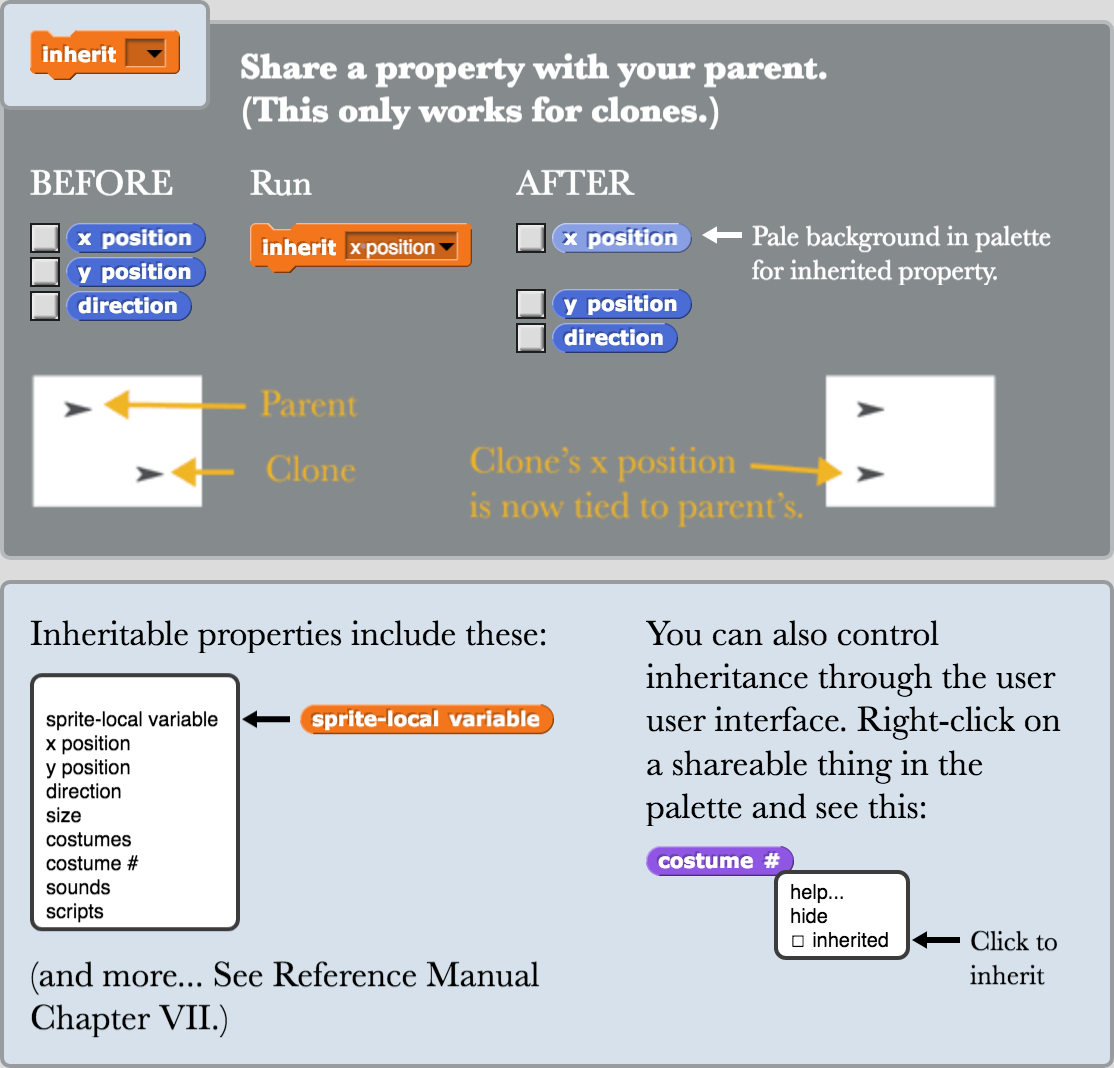 inherit
Share a property with your parent.
(This only works for clones.)
BEFORE
x position
y position
direction
Run
inherit x position
AFTER
x position
Pale background in palette
for inherited property.
y position
direction
Parent
Clone
Clone's x position
is now tied to parent's.
Inheritable properties include these:
sprite-local variable
x position
y position
direction
size
costumes
costume #
sounds
scripts
sprite-local variable
(and more... See Reference Manual
Chapter VII.)
You can also control
inheritance through the user
user interface. Right-click on
a shareable thing in the
palette and see this:
costume #
help...
hide
inherited
Click to
inherit